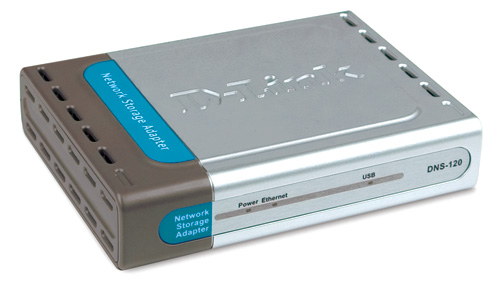 Network Storage Adapter
D-Link
DNS-120
USB
Power Ethernet
Network
Storage
Adapter